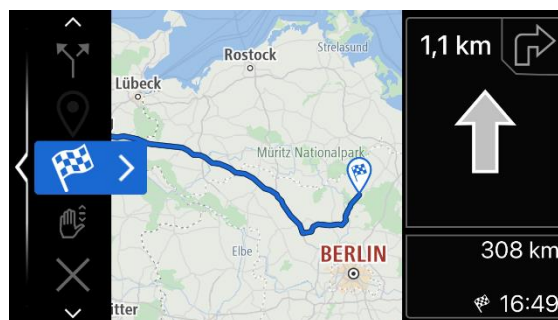 Rostock
Strelasund
Lübeck
Müritz Nationalpark
Elbe
BERLIN
itter
1,1 km
308 km
16:49